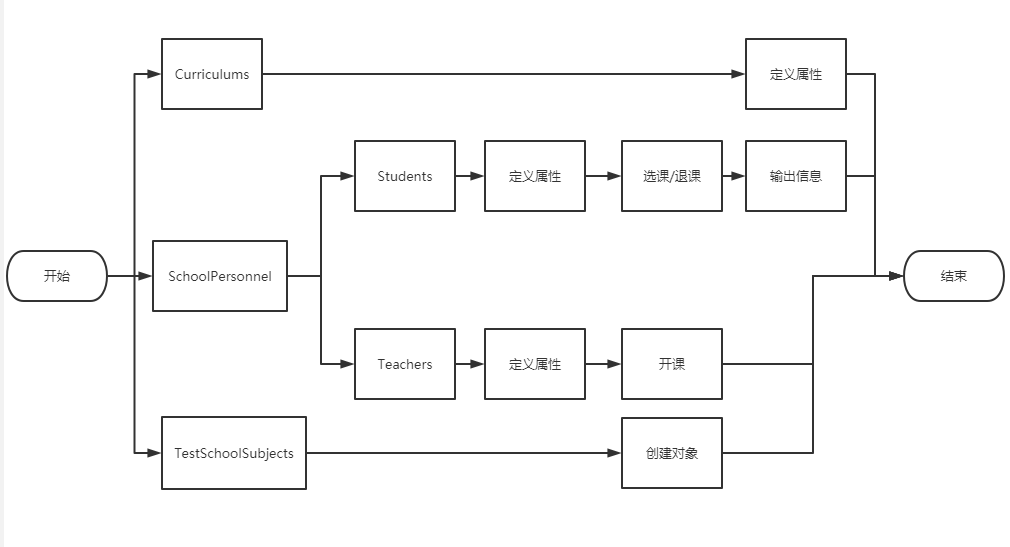 Curriculums
定义属性
Students
定义属性
选课/退课
输出信息
开始
SchoolPersonnel
结束
Teachers
定义属性
开课
TestSchoolSubjects
创建对象